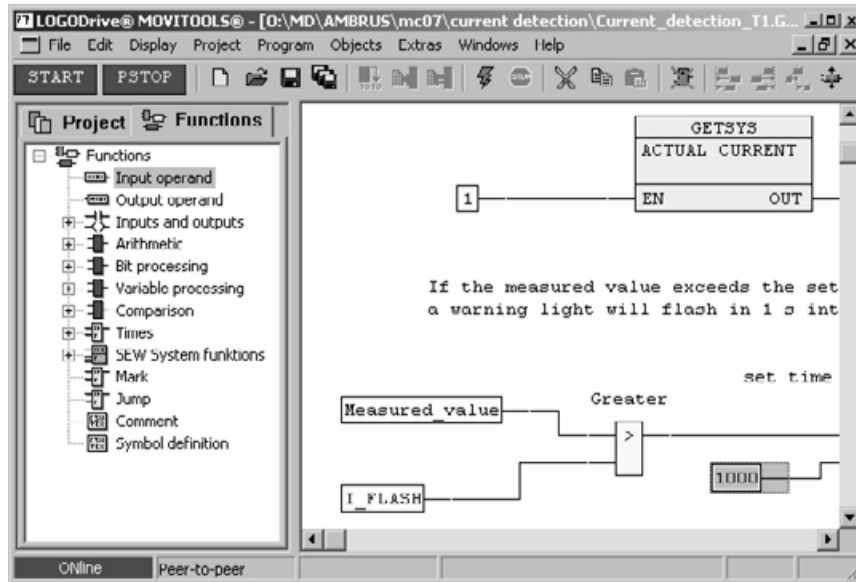 LOGODrive® MOVITOOLS® - [O:\MD\AMBRUS\mc07\current detection\Current_detection_T1.G...
File Edit Display Project Program Objects Extras Windows Help
START PSTOP
Project Functions
Functions
Input operand
Output operand
Inputs and outputs
Arithmetic
Bit processing
Variable processing
Comparison
Times
SEW System funktions
Mark
Jump
Comment
Symbol definition
GETSYS
ACTUAL CURRENT
1
EN OUT
If the measured value exceeds the set
a warning light will flash in 1 s int
set time
Greater
Measured_value
>
1000
I_FLASH
ONline Peer-to-peer